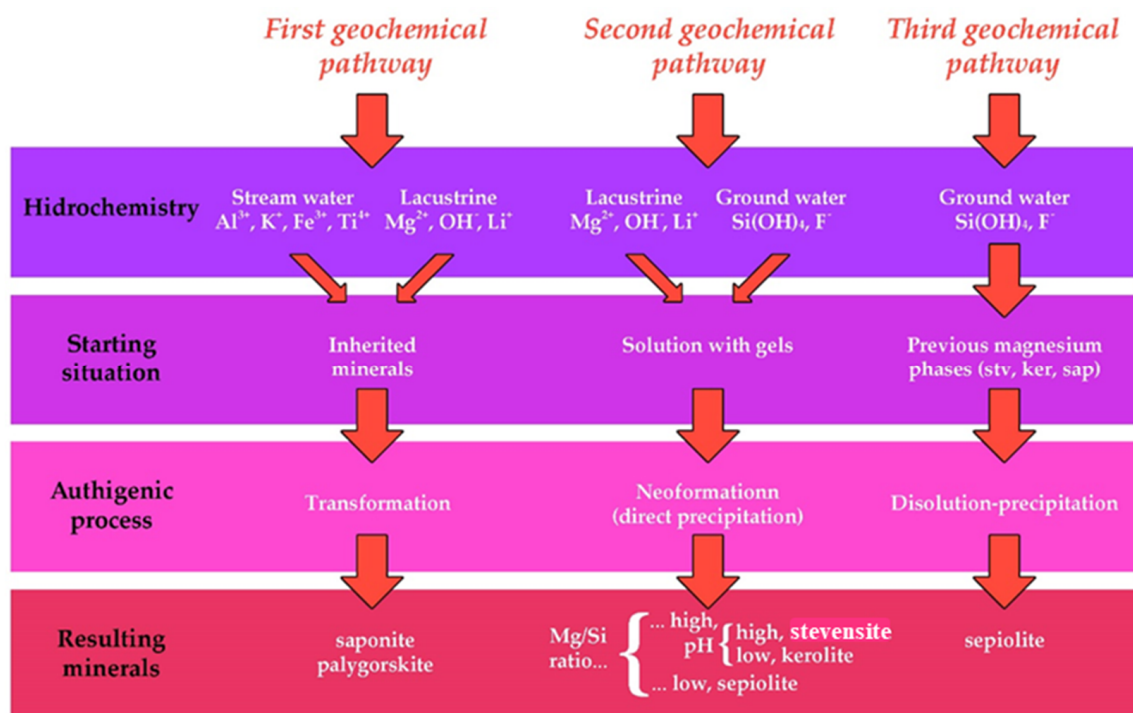 First geochemical
pathway
Second geochemical
pathway
Third geochemical
pathway
Hidrochemistry
Stream water
Al³⁺, K⁺, Fe³⁺, Ti⁴⁺
Lacustrine
Mg²⁺, OH⁻, Li⁺
Lacustrine
Mg²⁺, OH⁻, Li⁺
Ground water
Si(OH)₄, F⁻
Ground water
Si(OH)₄, F⁻
Starting
situation
Inherited
minerals
Solution with gels
Previous magnesium
phases (stv, ker, sap)
Authigenic
process
Transformation
Neoformationn
(direct precipitation)
Disolution-precipitation
Resulting
minerals
saponite
palygorskite
Mg/Si
ratio...
... high,
pH
high, stevensite
low, kerolite
... low, sepiolite
sepiolite